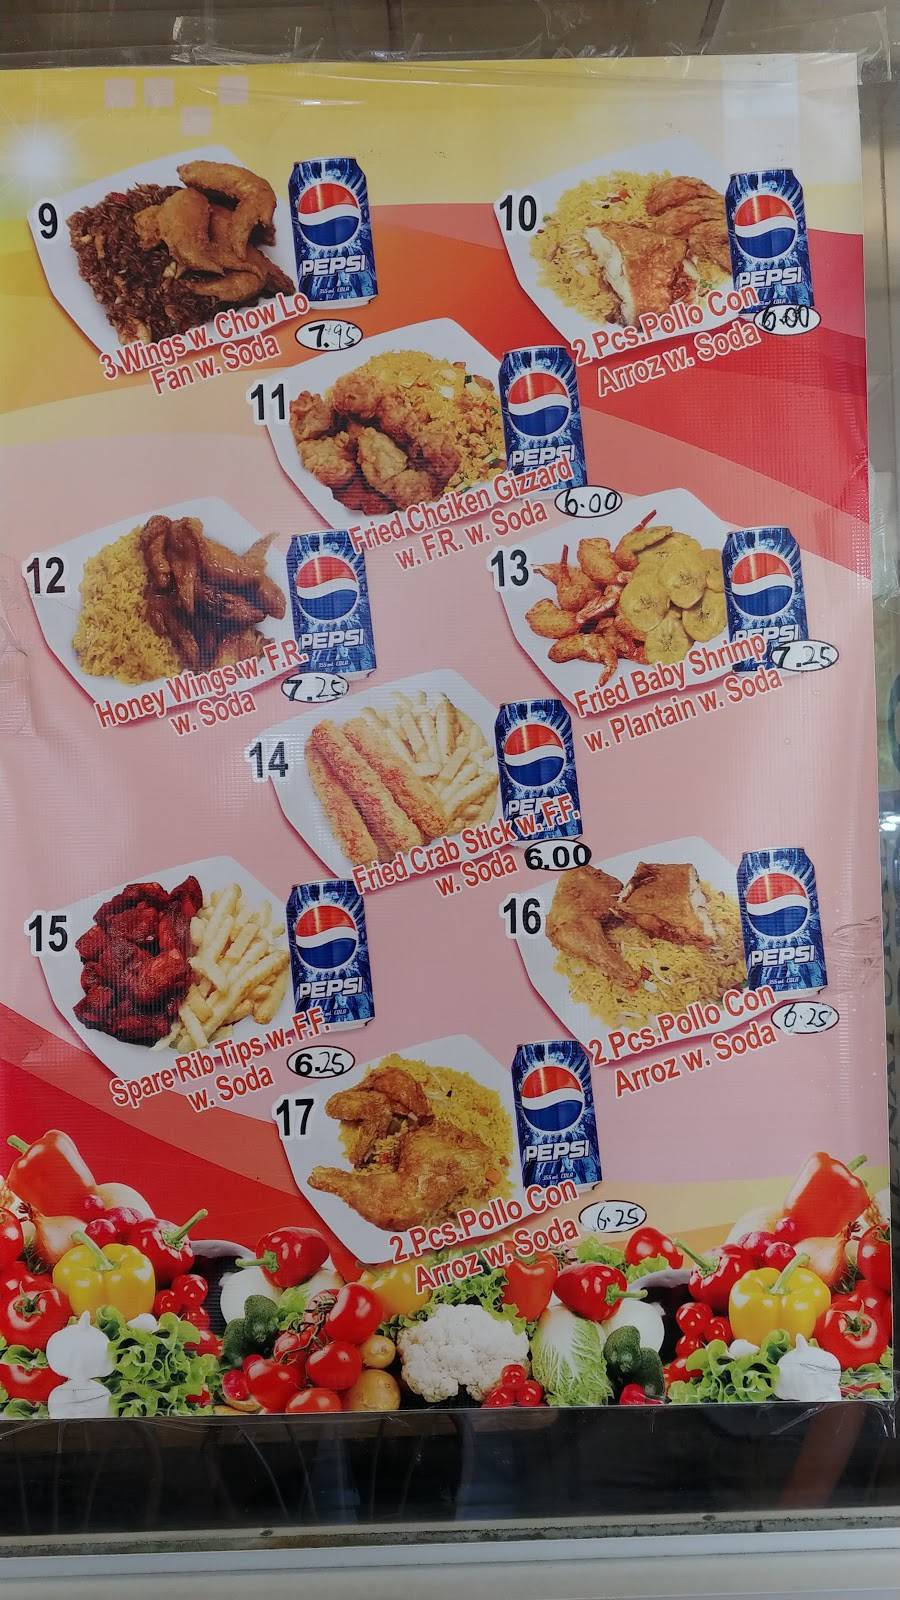 9
PEPSI
3 Wings w. Chow Lo
Fan w. Soda
7.95
10
PEPSI
2 Pcs.Pollo Con
Arroz w. Soda
6.00
11
PEPSI
Fried Chciken Gizzard
w. F.R. w. Soda
6.00
12
PEPSI
Honey Wings w. F.R.
w. Soda
7.25
13
PEPSI
Fried Baby Shrimp
w. Plantain w. Soda
7.25
14
PEPSI
Fried Crab Stick w. F.F.
w. Soda 6.00
15
PEPSI
Spare Rib Tips w. F.F.
w. Soda
6.25
16
PEPSI
2 Pcs.Pollo Con
Arroz w. Soda
6.25
17
PEPSI
2 Pcs.Pollo Con
Arroz w. Soda
6.25